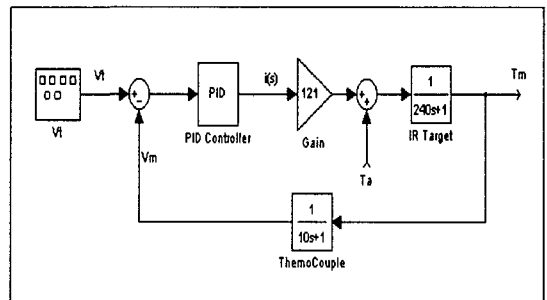 Vt
+
−
PID
i(s)
121
+
+
1
240s+1
Tm
Vt
PID Controller
Gain
IR Target
Vm
Ta
1
10s+1
ThemoCouple